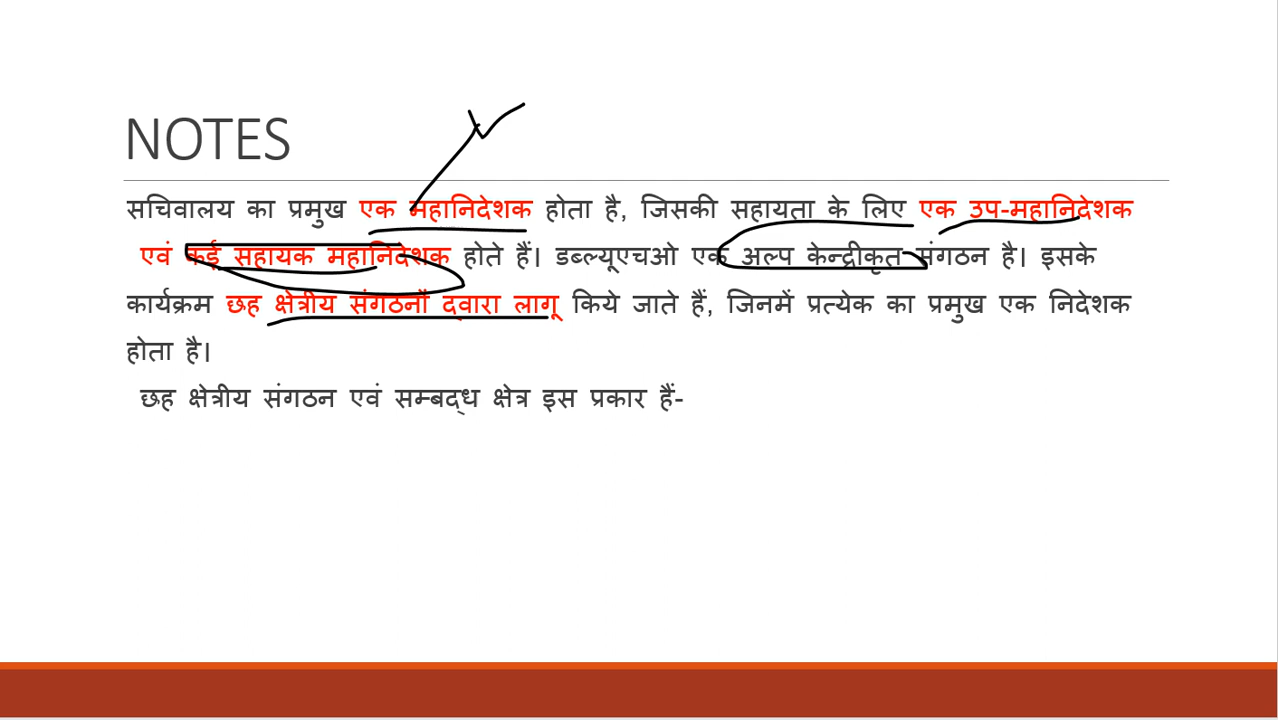 NOTES
सचिवालय का प्रमुख एक महानिदेशक होता है, जिसकी सहायता के लिए एक उप-महानिदेशक
एवं कई सहायक महानिदेशक होते हैं। डब्ल्यूएचओ एक अल्प केन्द्रीकृत संगठन है। इसके
कार्यक्रम छह क्षेत्रीय संगठनों द्वारा लागू किये जाते हैं, जिनमें प्रत्येक का प्रमुख एक निदेशक
होता है।
छह क्षेत्रीय संगठन एवं सम्बद्ध क्षेत्र इस प्रकार हैं-